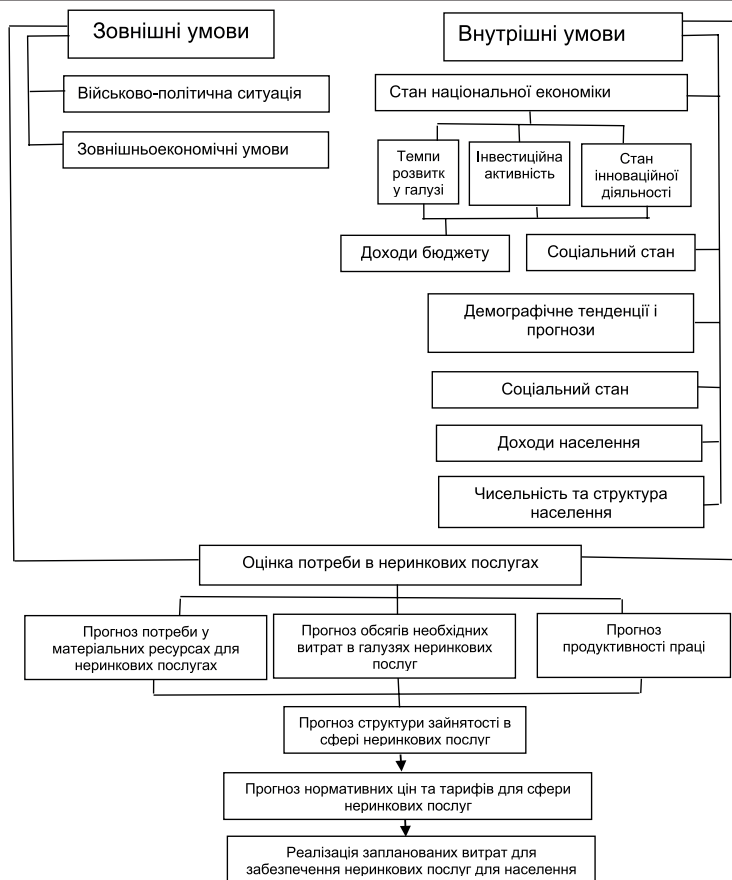 Зовнішні умови
Внутрішні умови
Військово-політична ситуація
Стан національної економіки
Зовнішньоекономічні умови
Темпи
розвитк
у галузі
Інвестиційна
активність
Стан
інноваційної
діяльності
Доходи бюджету
Соціальний стан
Демографічне тенденції і
прогнози
Соціальний стан
Доходи населення
Чисельність та структура
населення
Оцінка потреби в неринкових послугах
Прогноз потреби у
матеріальних ресурсах для
неринкових послугах
Прогноз обсягів необхідних
витрат в галузях неринкових
послуг
Прогноз
продуктивності праці
Прогноз структури зайнятості в
сфері неринкових послуг
Прогноз нормативних цін та тарифів для сфери
неринкових послуг
Реалізація запланованих витрат для
забезпечення неринкових послуг для населення